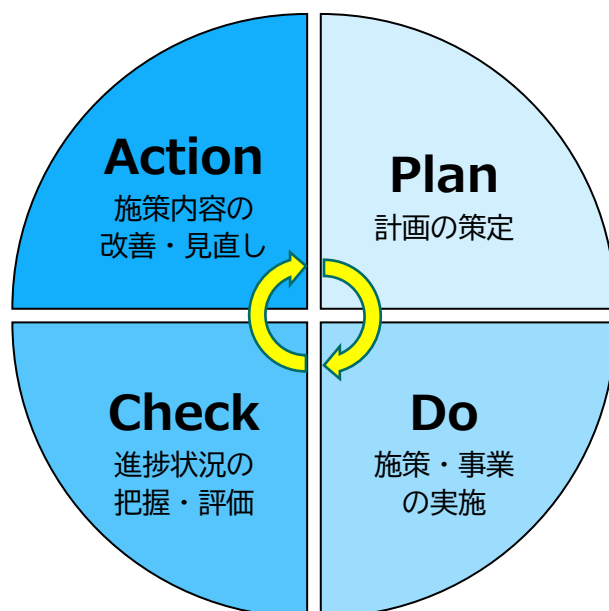 Action
施策内容の
改善・見直し
Plan
計画の策定
Check
進捗状況の
把握・評価
Do
施策・事業
の実施